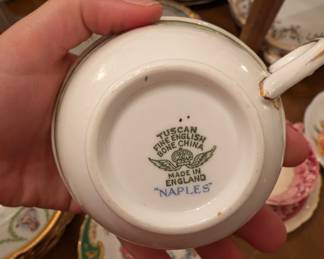 TUSCAN
FINE ENGLISH
BONE CHINA
MADE IN
ENGLAND
"NAPLES"